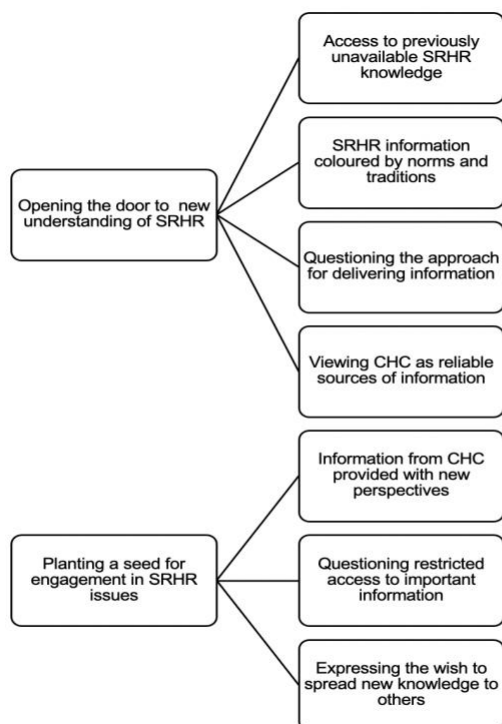 Access to previously
unavailable SRHR
knowledge
SRHR information
coloured by norms and
traditions
Opening the door to new
understanding of SRHR
Questioning the approach
for delivering information
Viewing CHC as reliable
sources of information
Information from CHC
provided with new
perspectives
Planting a seed for
engagement in SRHR
issues
Questioning restricted
access to important
information
Expressing the wish to
spread new knowledge to
others